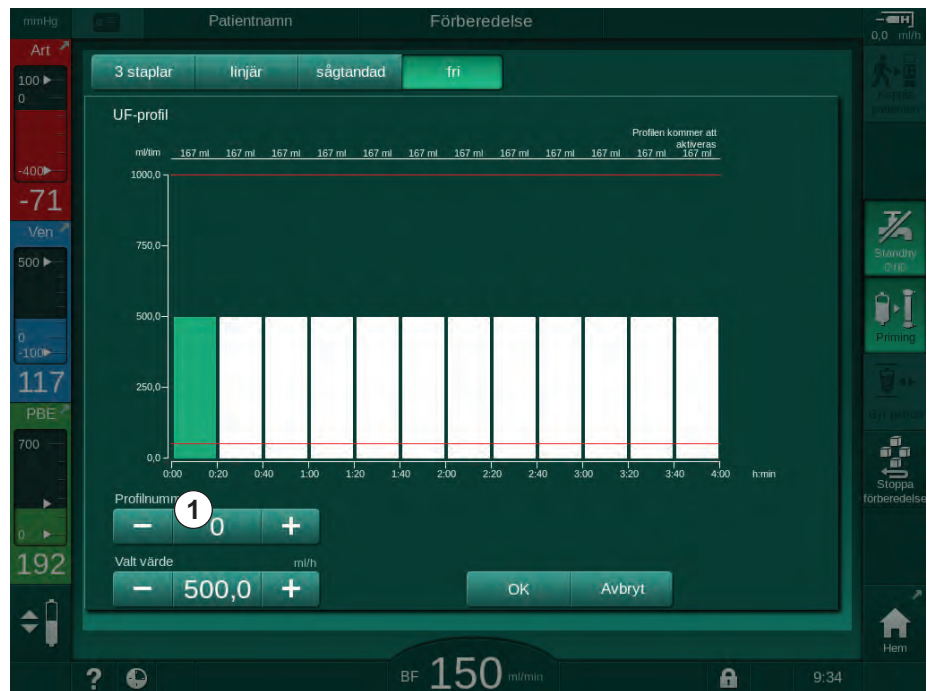 mmHg
Patientnamn
Förberedelse
0,0 ml/h
Art
100
0
-400
-71
Ven
500
0
-100
117
PBE
700
0
192
3 staplar linjär sågtandad fri
UF-profil
Profilen kommer att
aktiveras
ml/tim 167 ml 167 ml 167 ml 167 ml 167 ml 167 ml 167 ml 167 ml 167 ml 167 ml 167 ml 167 ml
1000,0
750,0
500,0
250,0
0,0
0:00 0:20 0:40 1:00 1:20 1:40 2:00 2:20 2:40 3:00 3:20 3:40 4:00 h:min
1
− 0 +
Valt värde ml/h
− 500,0 +
OK Avbryt
Standby
Priming
Stoppa
förberedelse
Hem
? BF 150 ml/min 9:34